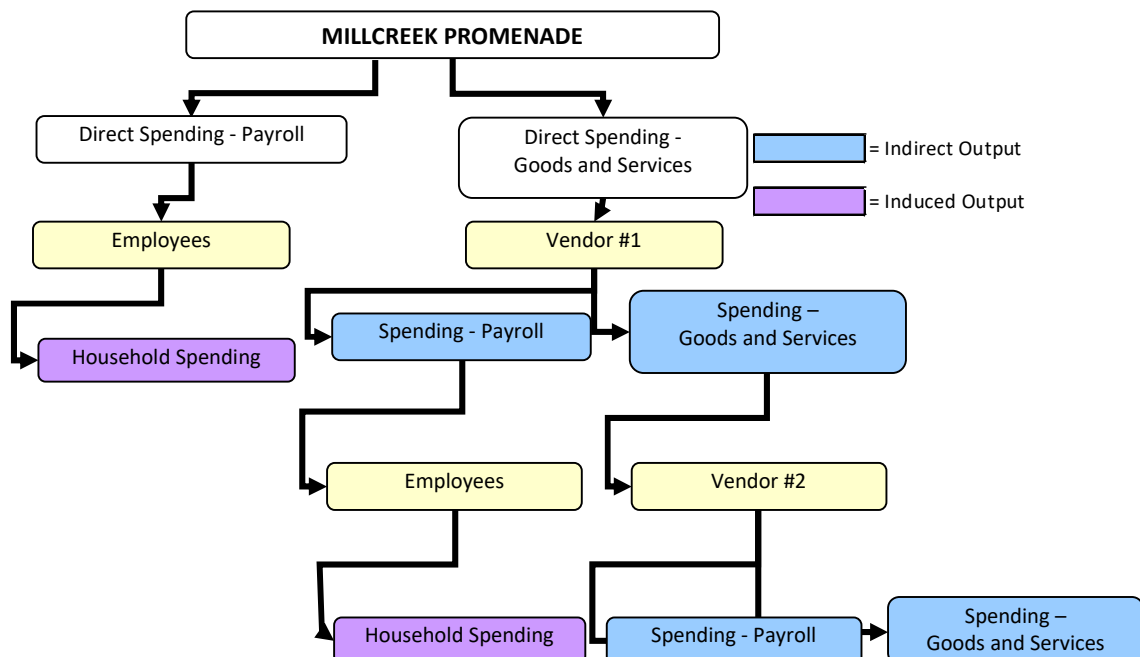 MILLCREEK PROMENADE
Direct Spending - Payroll
Direct Spending -
Goods and Services
= Indirect Output
= Induced Output
Employees
Vendor #1
Spending - Payroll
Spending –
Goods and Services
Household Spending
Employees
Vendor #2
Household Spending
Spending - Payroll
Spending –
Goods and Services